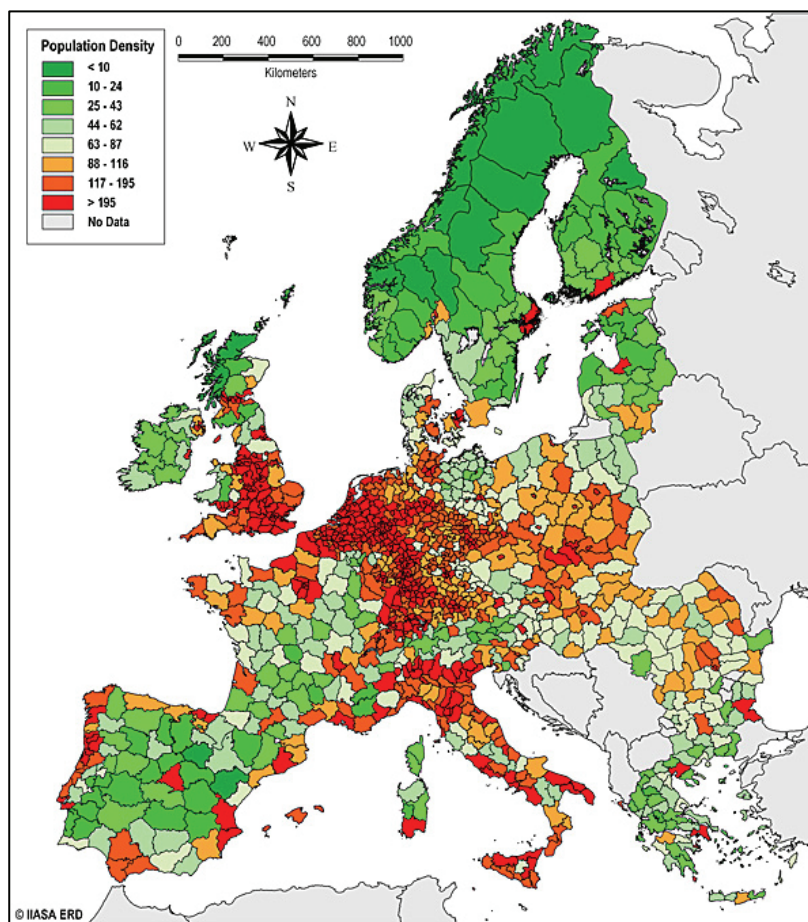 Population Density
< 10
10 - 24
25 - 43
44 - 62
63 - 87
88 - 116
117 - 195
> 195
No Data
0 200 400 600 800 1000
Kilometers
N
W E
S
© IIASA ERD